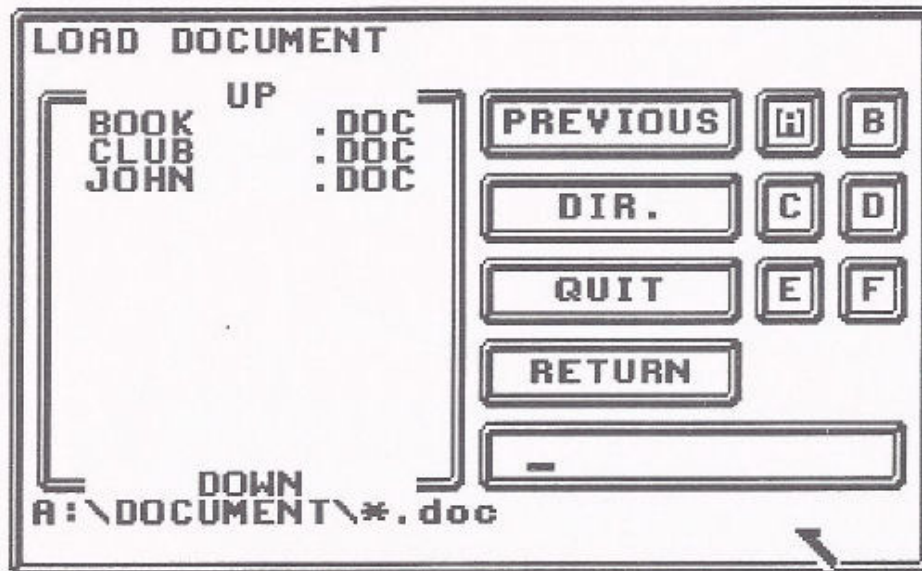 LOAD DOCUMENT
UP
BOOK .DOC
CLUB .DOC
JOHN .DOC
DOWN
A:\DOCUMENT\*.doc
PREVIOUS
[A] B
DIR.
C D
QUIT
E F
RETURN
_